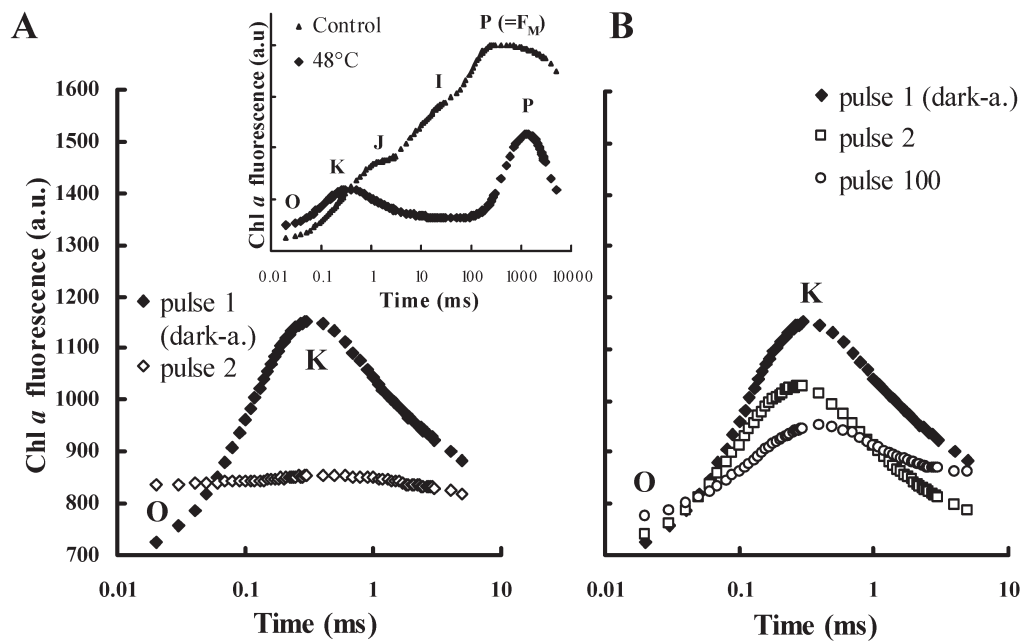 A
Chl a fluorescence (a.u.)
1600
1500
1400
1300
1200
1100
1000
900
800
700
0.01
0.1
1
10
Time (ms)
pulse 1
(dark-a.)
pulse 2
O
K
Chl a fluorescence (a.u)
Control
48°C
P (=FM)
I
J
K
O
P
0.01
0.1
1
10
100
1000
10000
Time (ms)
B
pulse 1 (dark-a.)
pulse 2
pulse 100
K
O
0.01
0.1
1
10
Time (ms)